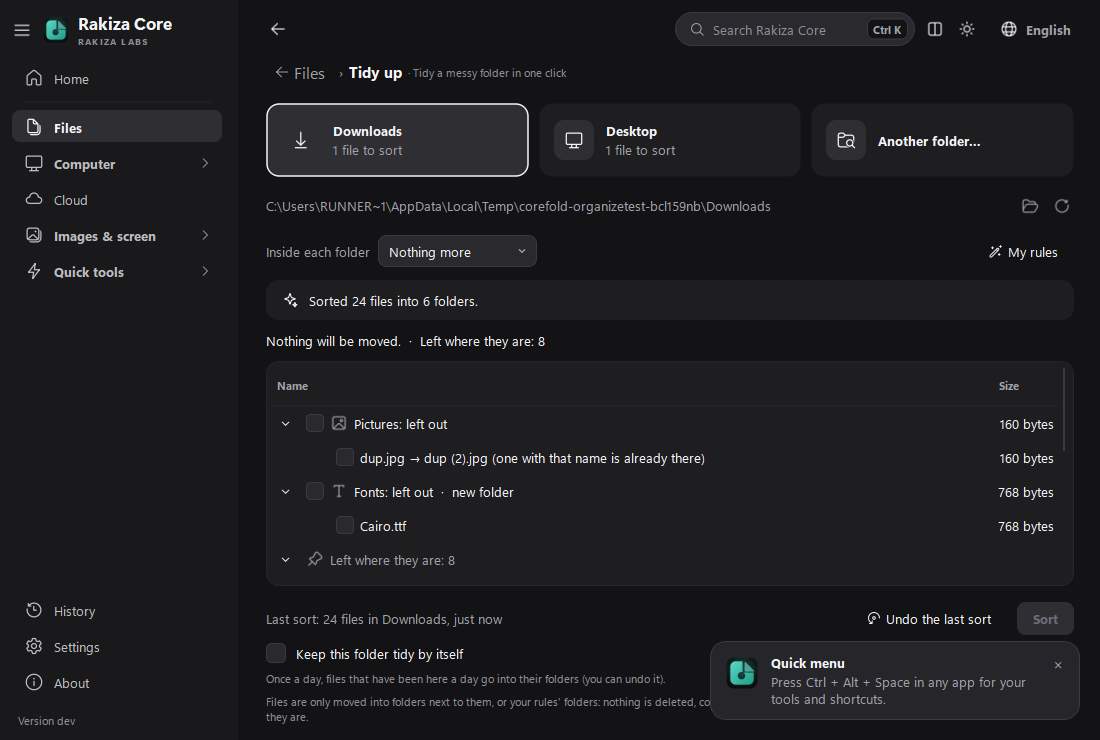 Rakiza Core
RAKIZA LABS
Search Rakiza Core
Ctrl K
English
Home
Files
Computer
Cloud
Images & screen
Quick tools
Files › Tidy up · Tidy a messy folder in one click
Downloads
1 file to sort
Desktop
1 file to sort
Another folder...
C:\Users\RUNNER~1\AppData\Local\Temp\corefold-organizetest-bcl159nb\Downloads
Inside each folder
Nothing more
My rules
Sorted 24 files into 6 folders.
Nothing will be moved. · Left where they are: 8
Name Size
Pictures: left out 160 bytes
dup.jpg → dup (2).jpg (one with that name is already there) 160 bytes
Fonts: left out · new folder 768 bytes
Cairo.ttf 768 bytes
Left where they are: 8
Last sort: 24 files in Downloads, just now
Undo the last sort
Sort
Keep this folder tidy by itself
Once a day, files that have been here a day go into their folders (you can undo it).
Files are only moved into folders next to them, or your rules' folders: nothing is deleted, co
they are.
Quick menu ×
Press Ctrl + Alt + Space in any app for your
tools and shortcuts.
History
Settings
About
Version dev